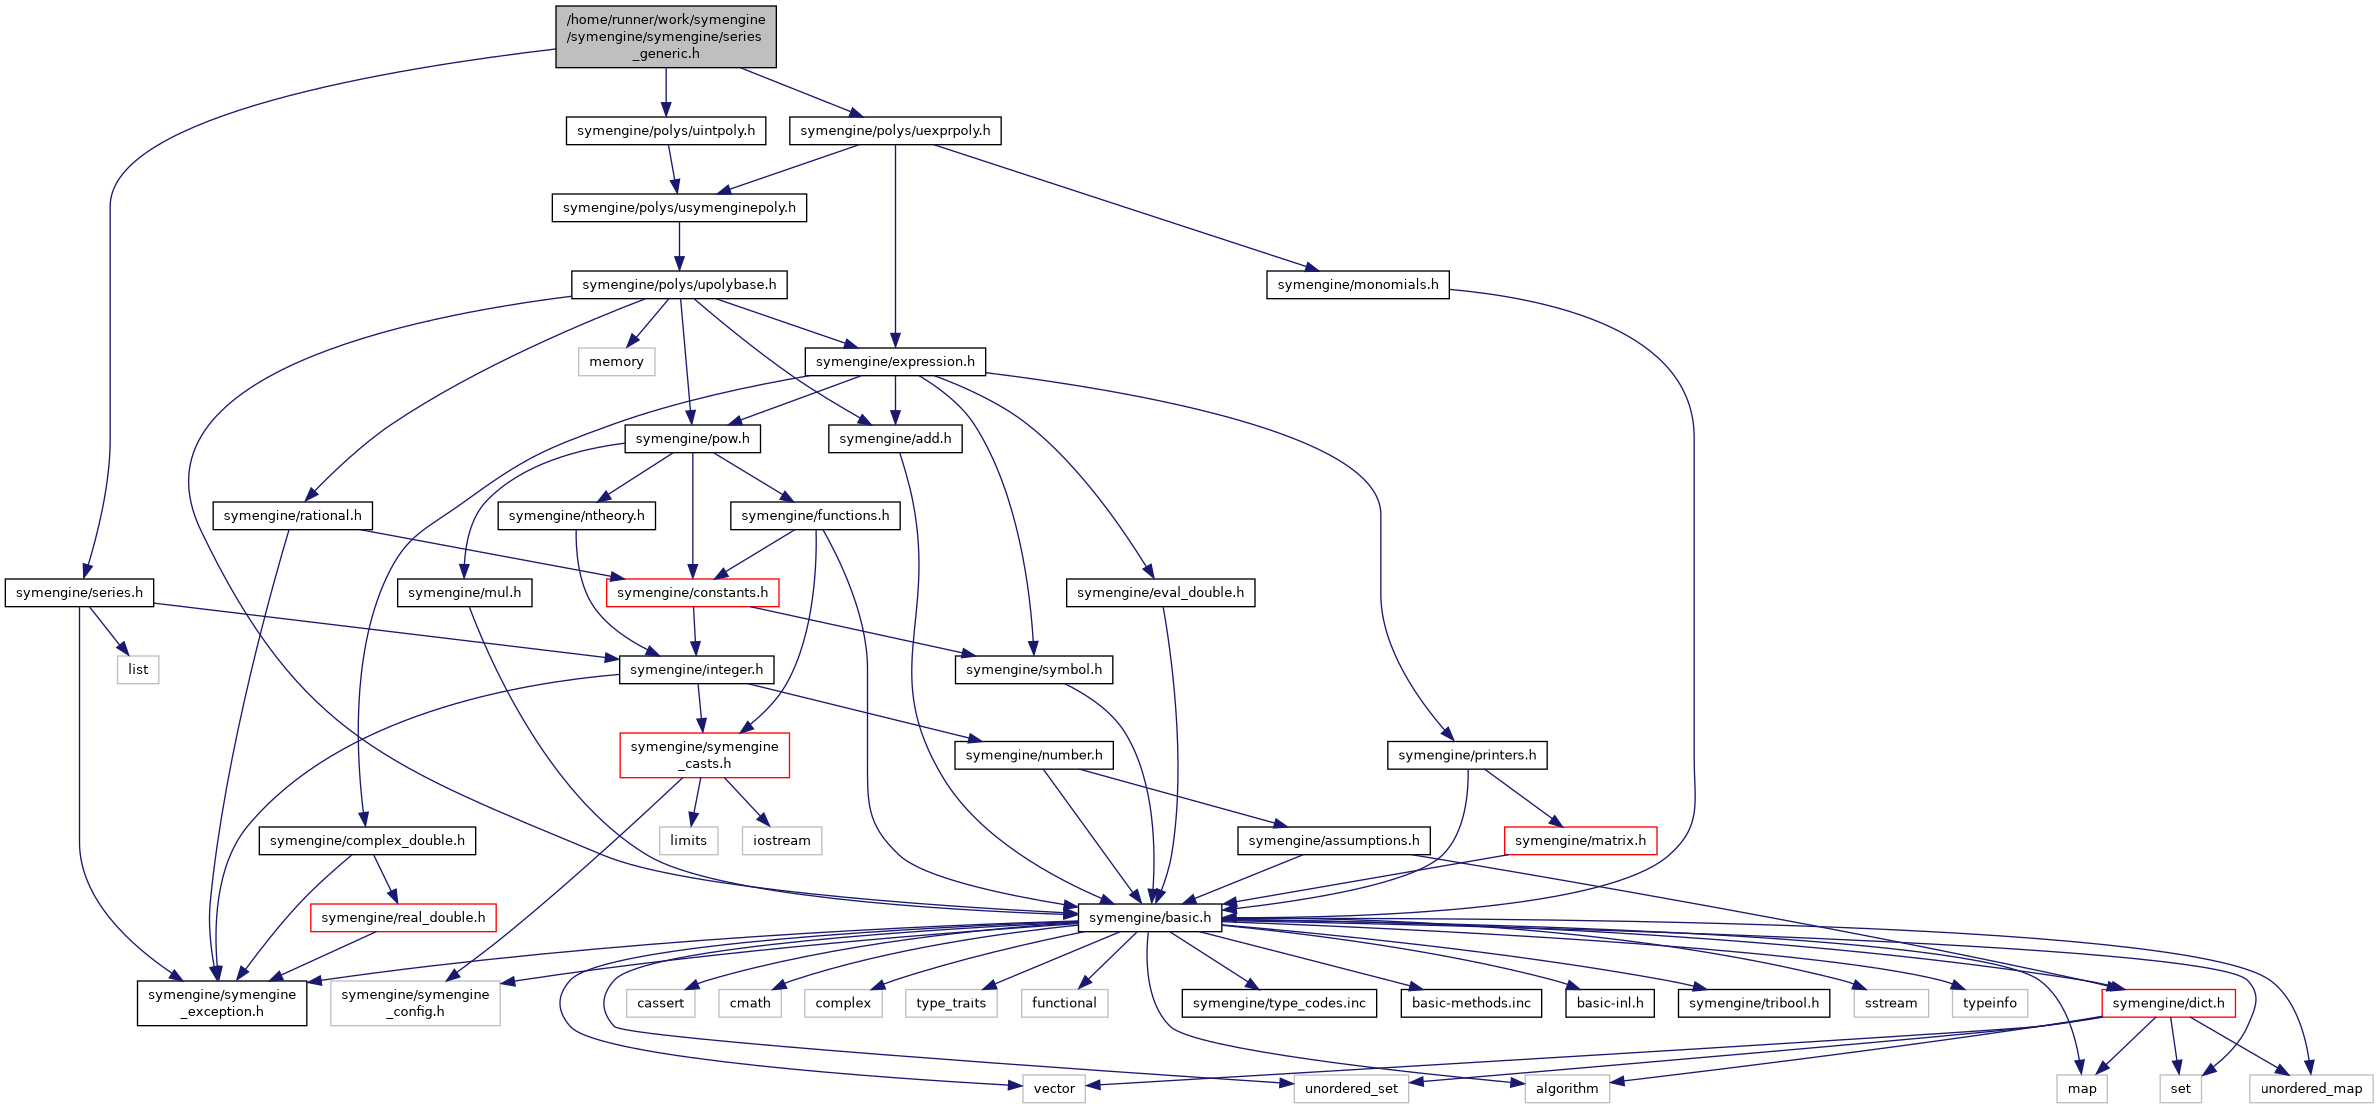 /home/runner/work/symengine
/symengine/symengine/series
_generic.h
symengine/polys/uintpoly.h
symengine/polys/uexprpoly.h
symengine/polys/usymenginepoly.h
symengine/polys/upolybase.h
symengine/monomials.h
memory
symengine/expression.h
symengine/pow.h
symengine/add.h
symengine/rational.h
symengine/ntheory.h
symengine/functions.h
symengine/series.h
symengine/mul.h
symengine/constants.h
symengine/eval_double.h
list
symengine/integer.h
symengine/symbol.h
symengine/symengine
_casts.h
symengine/number.h
symengine/printers.h
symengine/complex_double.h
limits
iostream
symengine/assumptions.h
symengine/matrix.h
symengine/real_double.h
symengine/basic.h
symengine/symengine
_exception.h
symengine/symengine
_config.h
cassert
cmath
complex
type_traits
functional
symengine/type_codes.inc
basic-methods.inc
basic-inl.h
symengine/tribool.h
sstream
typeinfo
symengine/dict.h
vector
unordered_set
algorithm
map
set
unordered_map